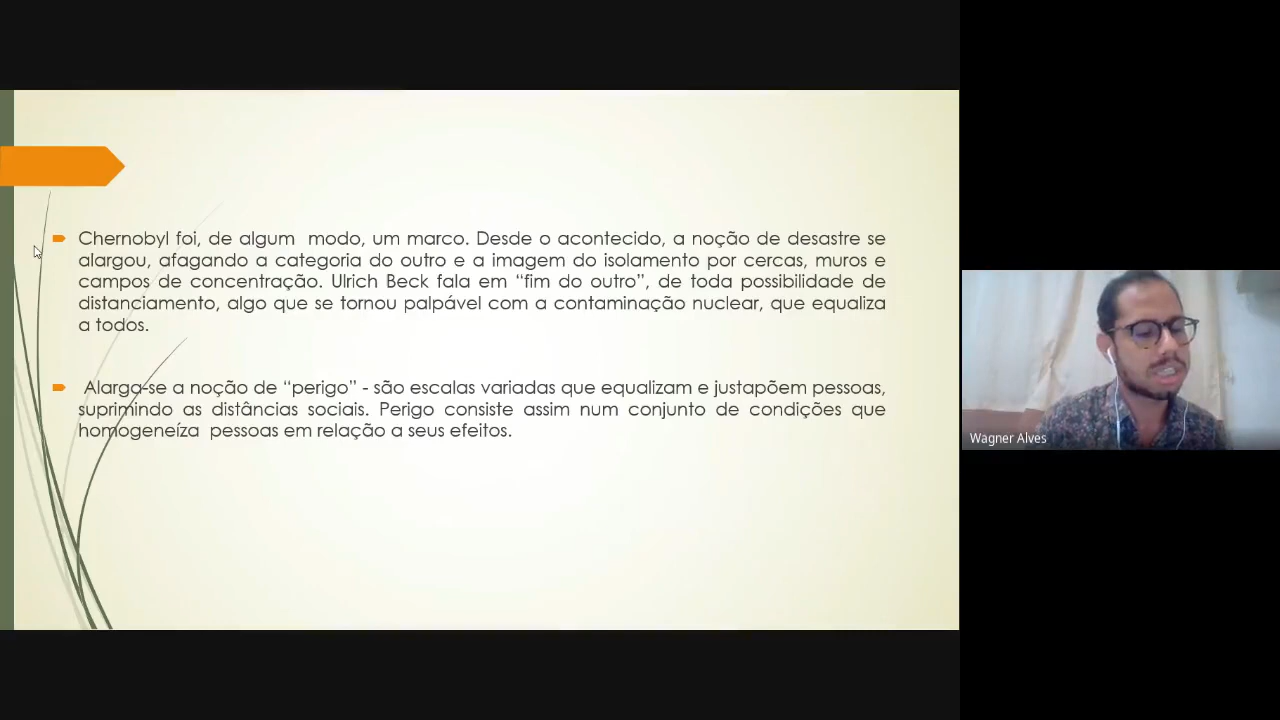 Chernobyl foi, de algum modo, um marco. Desde o acontecido, a noção de desastre se
alargou, afagando a categoria do outro e a imagem do isolamento por cercas, muros e
campos de concentração. Ulrich Beck fala em “fim do outro”, de toda possibilidade de
distanciamento, algo que se tornou palpável com a contaminação nuclear, que equaliza
a todos.
Alarga-se a noção de “perigo” - são escalas variadas que equalizam e justapõem pessoas,
suprimindo as distâncias sociais. Perigo consiste assim num conjunto de condições que
homogeneíza pessoas em relação a seus efeitos.
Wagner Alves